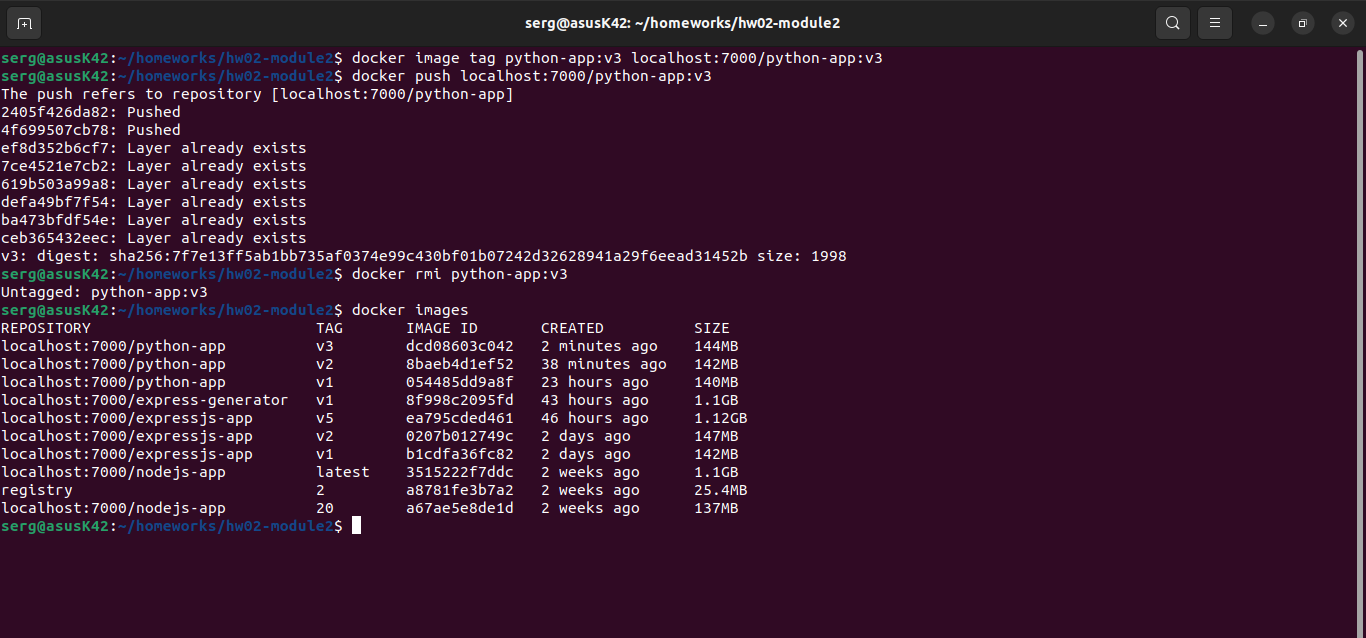 serg@asusK42: ~/homeworks/hw02-module2
serg@asusK42:~/homeworks/hw02-module2$ docker image tag python-app:v3 localhost:7000/python-app:v3
serg@asusK42:~/homeworks/hw02-module2$ docker push localhost:7000/python-app:v3
The push refers to repository [localhost:7000/python-app]
2405f426da82: Pushed
4f699507cb78: Pushed
ef8d352b6cf7: Layer already exists
7ce4521e7cb2: Layer already exists
619b503a99a8: Layer already exists
defa49bf7f54: Layer already exists
ba473bfdf54e: Layer already exists
ceb365432eec: Layer already exists
v3: digest: sha256:7f7e13ff5ab1bb735af0374e99c430bf01b07242d32628941a29f6eead31452b size: 1998
serg@asusK42:~/homeworks/hw02-module2$ docker rmi python-app:v3
Untagged: python-app:v3
serg@asusK42:~/homeworks/hw02-module2$ docker images
REPOSITORY                         TAG       IMAGE ID       CREATED          SIZE
localhost:7000/python-app          v3        dcd08603c042   2 minutes ago    144MB
localhost:7000/python-app          v2        8baeb4d1ef52   38 minutes ago   142MB
localhost:7000/python-app          v1        054485dd9a8f   23 hours ago     140MB
localhost:7000/express-generator   v1        8f998c2095fd   43 hours ago     1.1GB
localhost:7000/expressjs-app       v5        ea795cded461   46 hours ago     1.12GB
localhost:7000/expressjs-app       v2        0207b012749c   2 days ago       147MB
localhost:7000/expressjs-app       v1        b1cdfa36fc82   2 days ago       142MB
localhost:7000/nodejs-app          latest    3515222f7ddc   2 weeks ago      1.1GB
registry                           2         a8781fe3b7a2   2 weeks ago      25.4MB
localhost:7000/nodejs-app          20        a67ae5e8de1d   2 weeks ago      137MB
serg@asusK42:~/homeworks/hw02-module2$